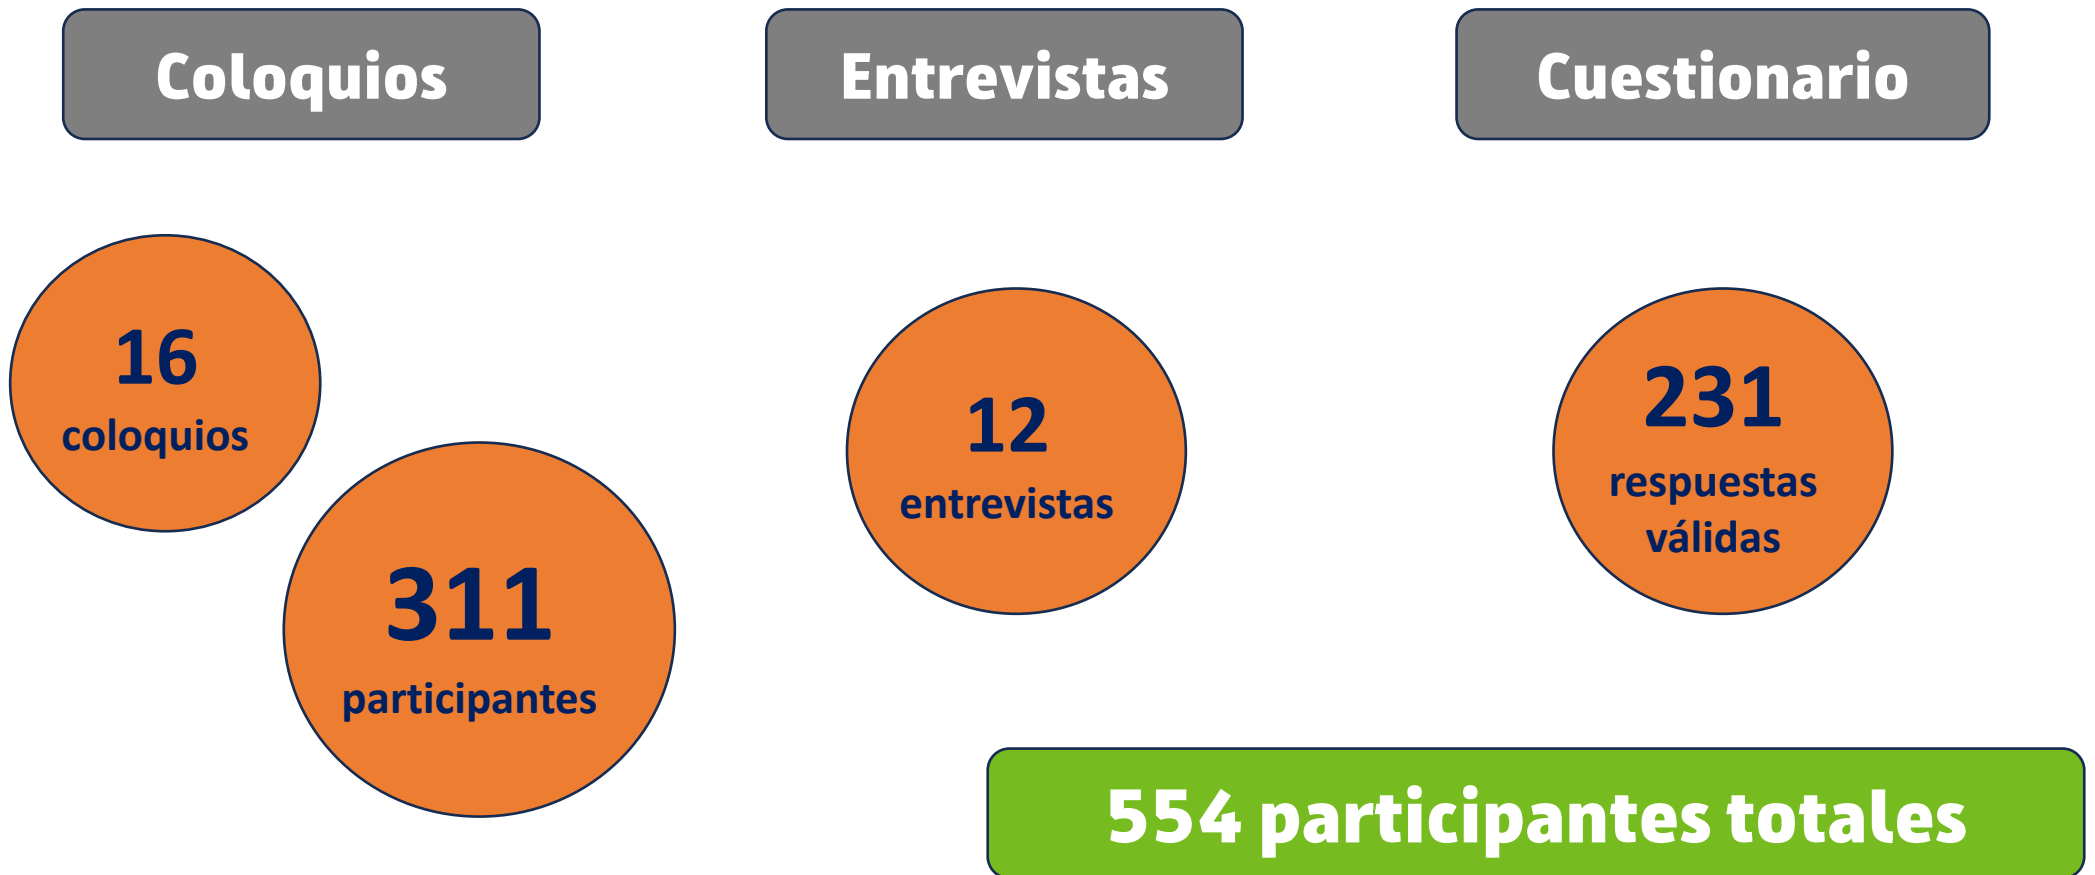 Coloquios
Entrevistas
Cuestionario
16
coloquios
311
participantes
12
entrevistas
231
respuestas
válidas
554 participantes totales